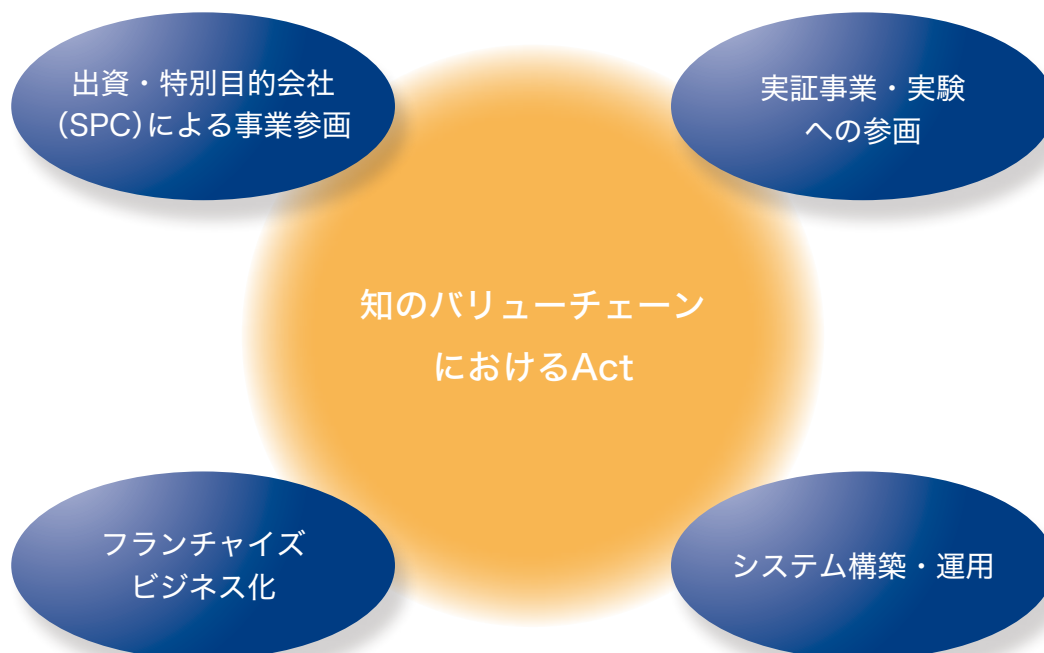 出資・特別目的会社
(SPC)による事業参画
実証事業・実験
への参画
知のバリューチェーン
におけるAct
フランチャイズ
ビジネス化
システム構築・運用